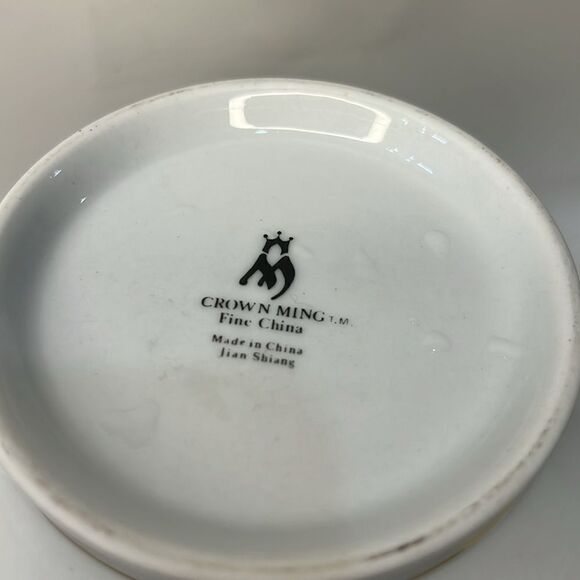 CROWN MING T.M.
Fine China
Made in China
Jian Shiang